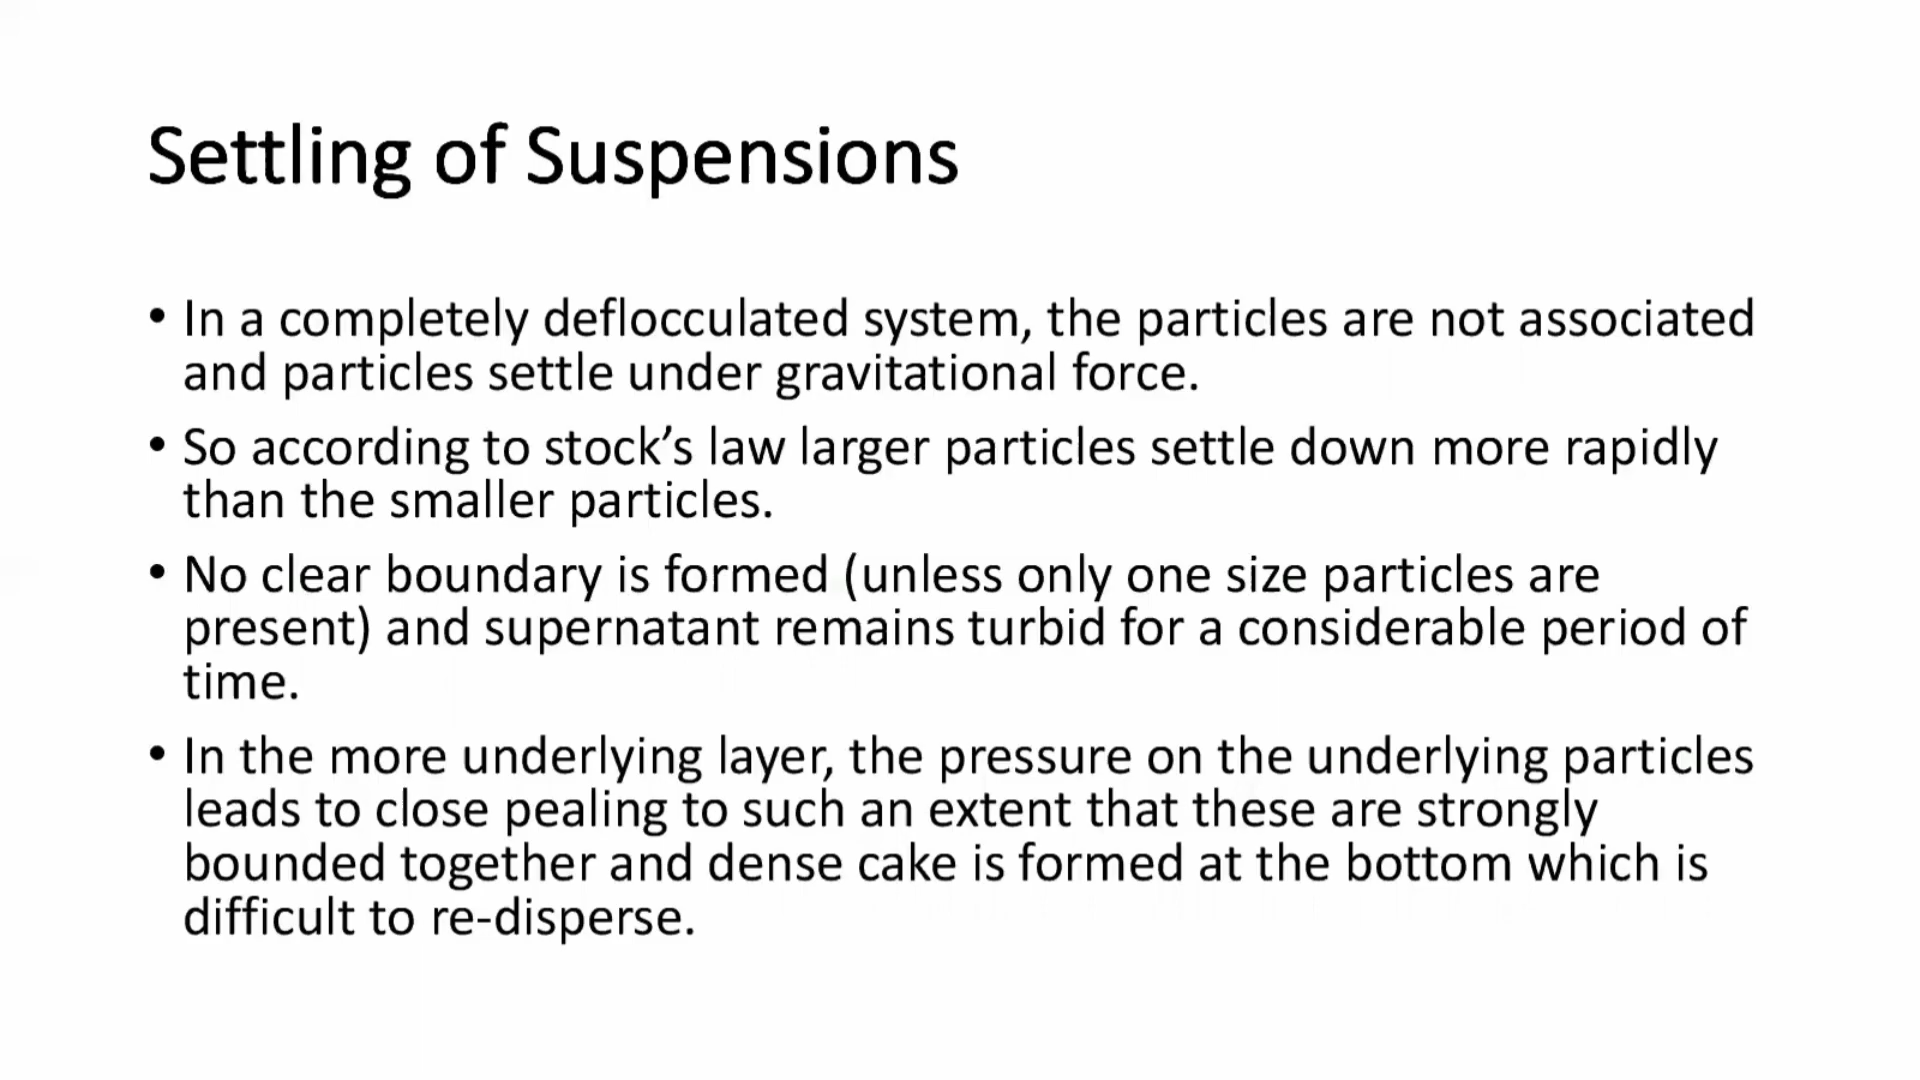 Settling of Suspensions
• In a completely deflocculated system, the particles are not associated
and particles settle under gravitational force.
• So according to stock’s law larger particles settle down more rapidly
than the smaller particles.
• No clear boundary is formed (unless only one size particles are
present) and supernatant remains turbid for a considerable period of
time.
• In the more underlying layer, the pressure on the underlying particles
leads to close pealing to such an extent that these are strongly
bounded together and dense cake is formed at the bottom which is
difficult to re-disperse.